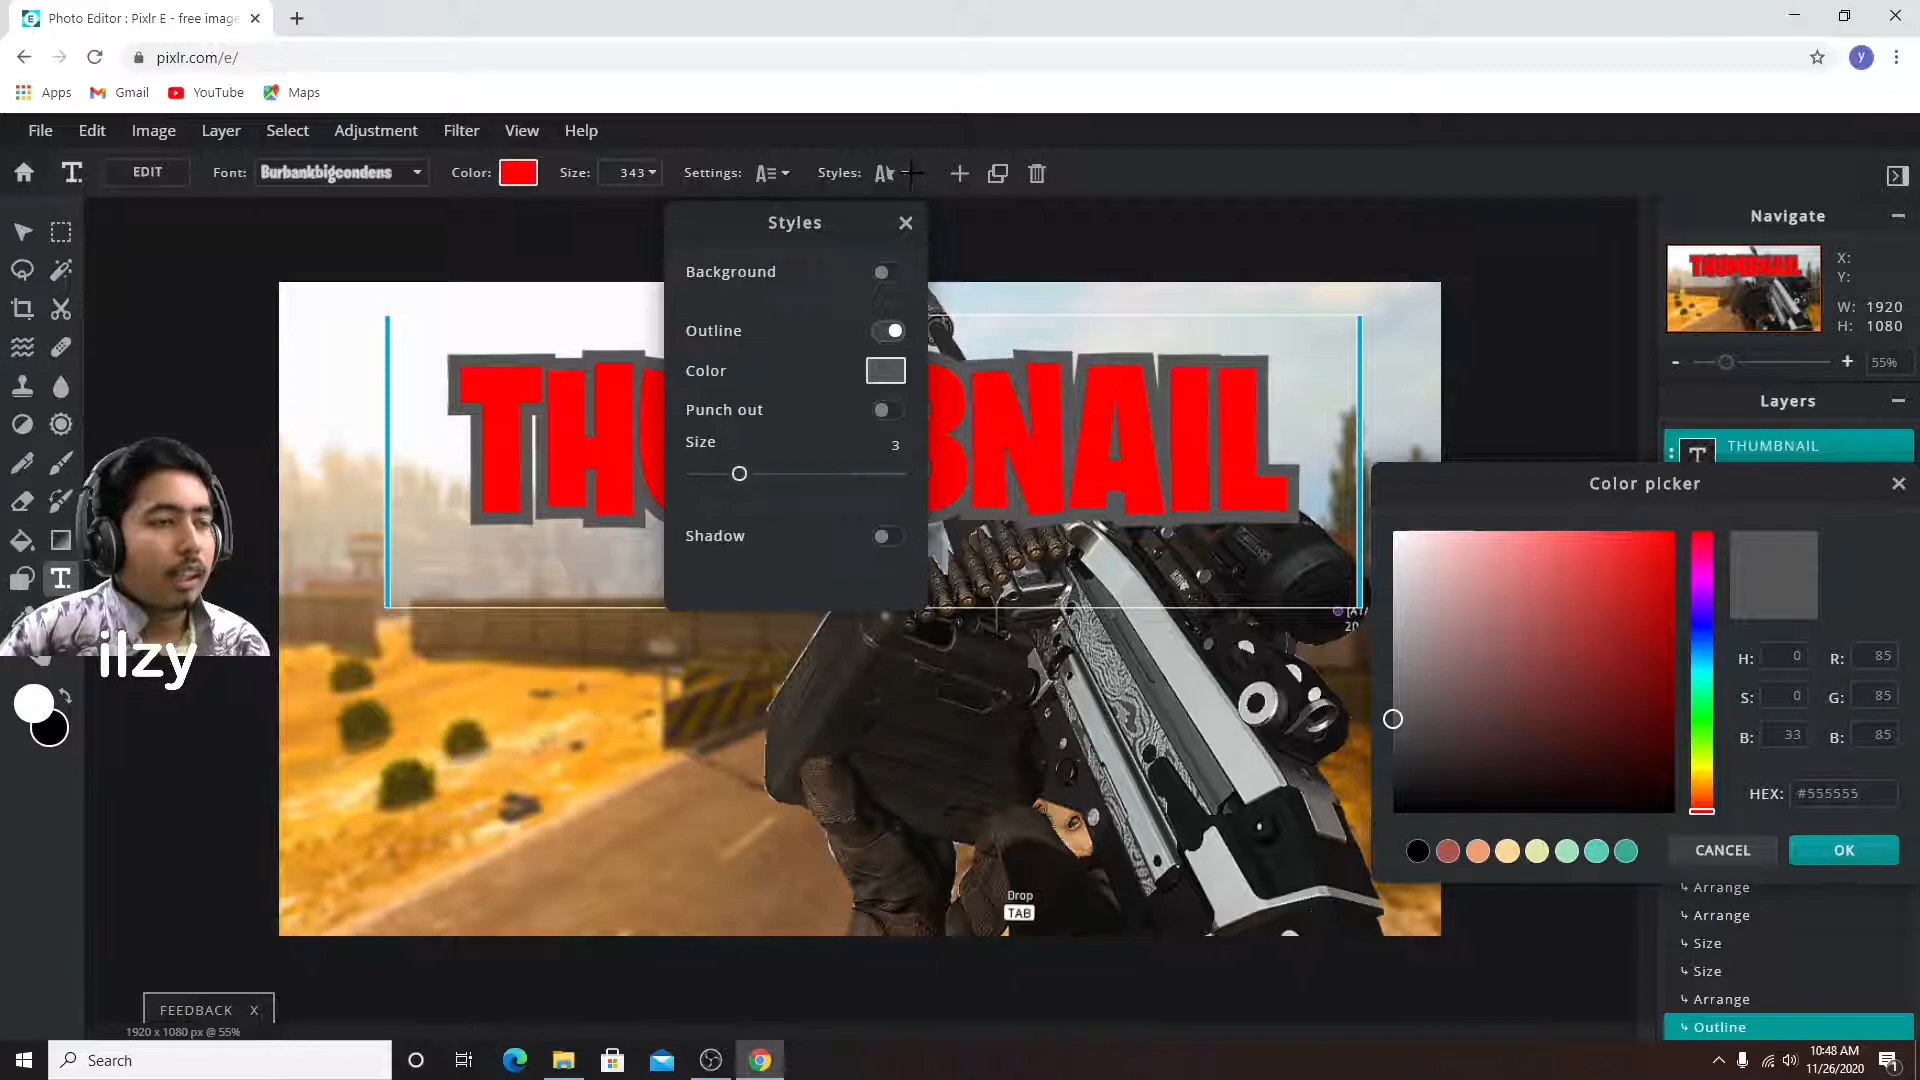 Photo Editor : Pixlr E - free image
pixlr.com/e/
y
Apps Gmail YouTube Maps
File Edit Image Layer Select Adjustment Filter View Help
EDIT Font: Burbankbigcondens Color: Size: 343 Settings: Styles:
Styles
Background
Outline
Color
Punch out
Size 3
Shadow
THU BNAIL
Navigate
THUMBNAIL
X:
Y:
W: 1920
H: 1080
- + 55%
Layers
T THUMBNAIL
Color picker
H: 0 R: 85
S: 0 G: 85
B: 33 B: 85
HEX: #555555
CANCEL OK
Arrange
Arrange
Size
Size
Arrange
Outline
ilzy
20
Drop
TAB
FEEDBACK X
1920 x 1080 px @ 55%
Search
10:48 AM
11/26/2020
1